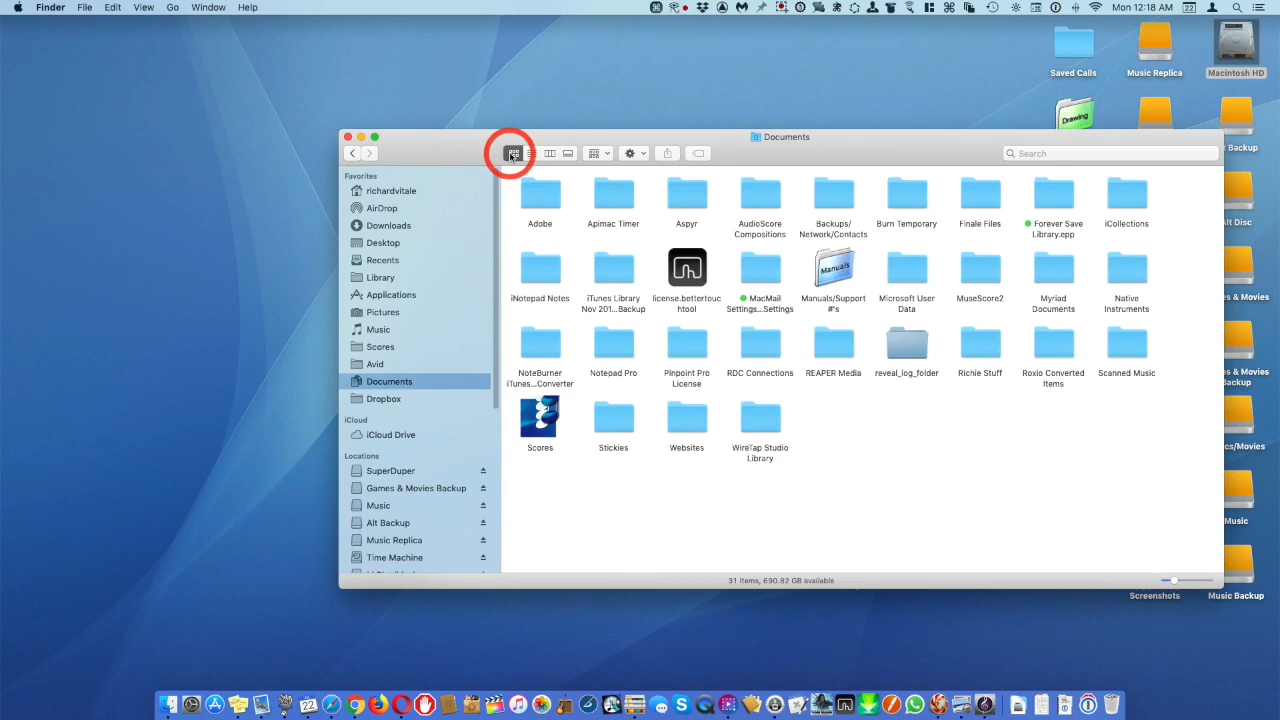 Finder File Edit View Go Window Help
Mon 12:18 AM 22
Saved Calls
Music Replica
Macintosh HD
Drawing
Documents
Search
Favorites
richardvitale
AirDrop
Downloads
Desktop
Recents
Library
Applications
Pictures
Music
Scores
Avid
Documents
Dropbox
iCloud
iCloud Drive
Locations
SuperDuper
Games & Movies Backup
Music
Alt Backup
Music Replica
Time Machine
Adobe
Apimac Timer
Aspyr
AudioScore
Compositions
Backups/
Network/Contacts
Burn Temporary
Finale Files
Forever Save
Library.epp
iCollections
iNotepad Notes
iTunes Library
Nov 201...Backup
license.bettertouc
htool
MacMail
Settings...Settings
Manuals
Manuals/Support
#'s
Microsoft User
Data
MuseScore2
Myriad
Documents
Native
Instruments
NoteBurner
iTunes...Converter
Notepad Pro
Pinpoint Pro
License
RDC Connections
REAPER Media
reveal_log_folder
Richie Stuff
Roxio Converted
Items
Scanned Music
Scores
Stickies
Websites
WireTap Studio
Library
31 items, 690.82 GB available
Backup
Alt Disc
s & Movies
s & Movies
Backup
cs/Movies
Music
Screenshots
Music Backup
22